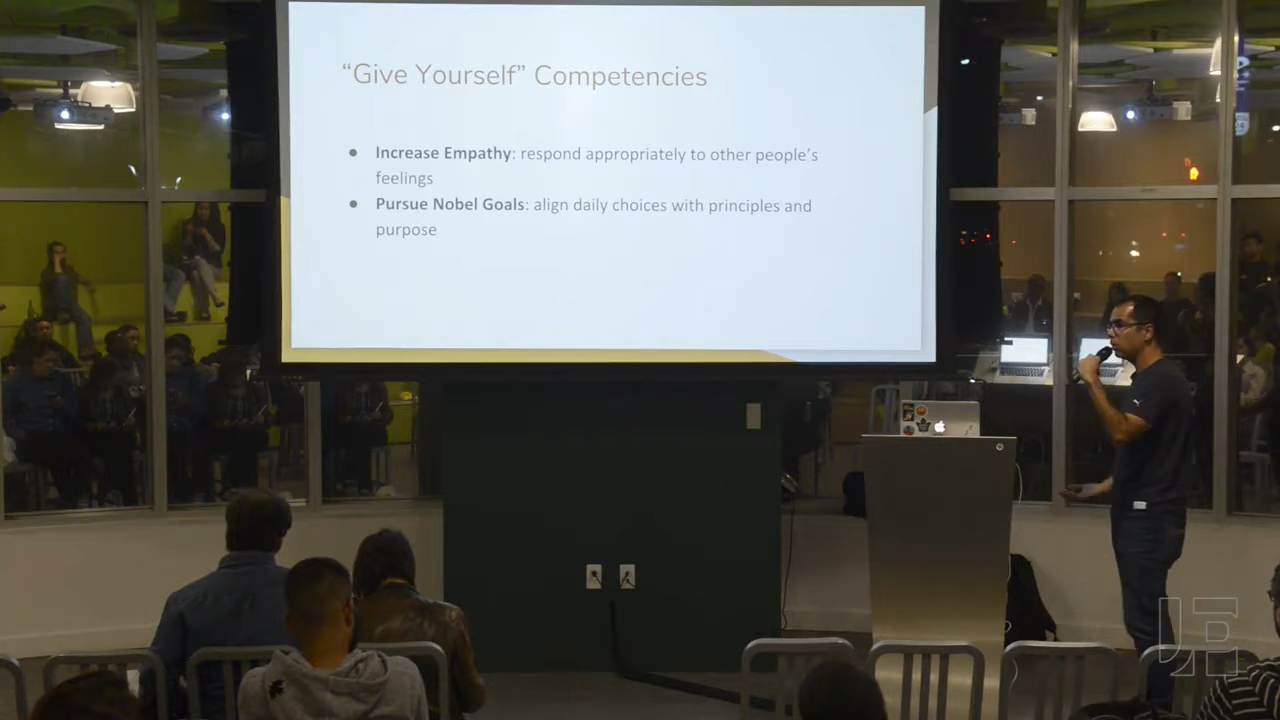 “Give Yourself” Competencies
● Increase Empathy: respond appropriately to other people’s
feelings
● Pursue Nobel Goals: align daily choices with principles and
purpose